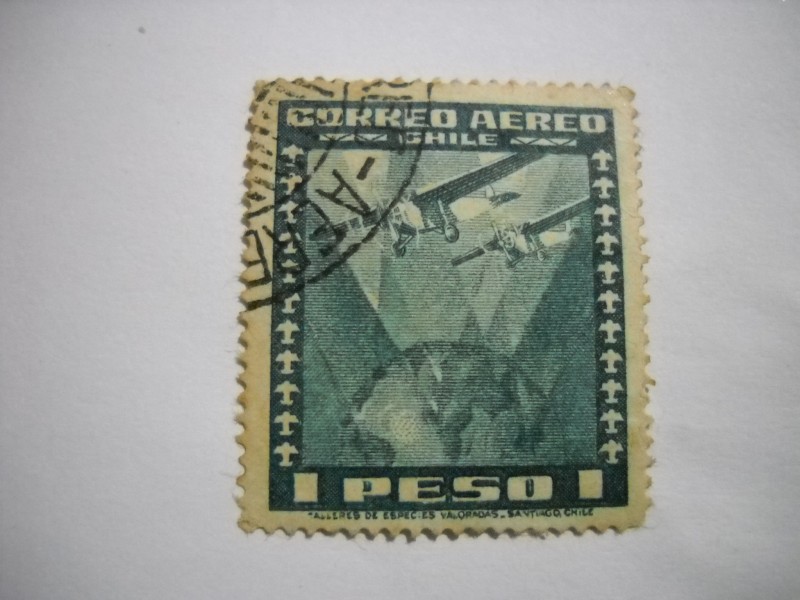 CORREO AEREO
CHILE
1 PESO 1
TALLERES DE ESPECIES VALORADAS - SANTIAGO, CHILE